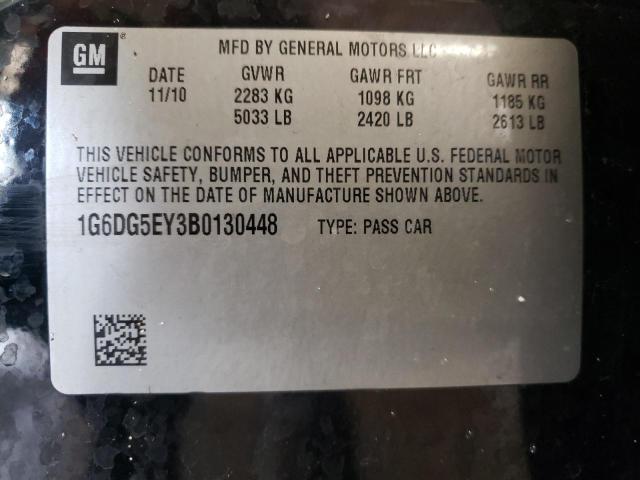 GM
®
MFD BY GENERAL MOTORS LLC
DATE GVWR GAWR FRT GAWR RR
11/10 2283 KG 1098 KG 1185 KG
5033 LB 2420 LB 2613 LB
THIS VEHICLE CONFORMS TO ALL APPLICABLE U.S. FEDERAL MOTOR
VEHICLE SAFETY, BUMPER, AND THEFT PREVENTION STANDARDS IN
EFFECT ON THE DATE OF MANUFACTURE SHOWN ABOVE.
1G6DG5EY3B0130448 TYPE: PASS CAR